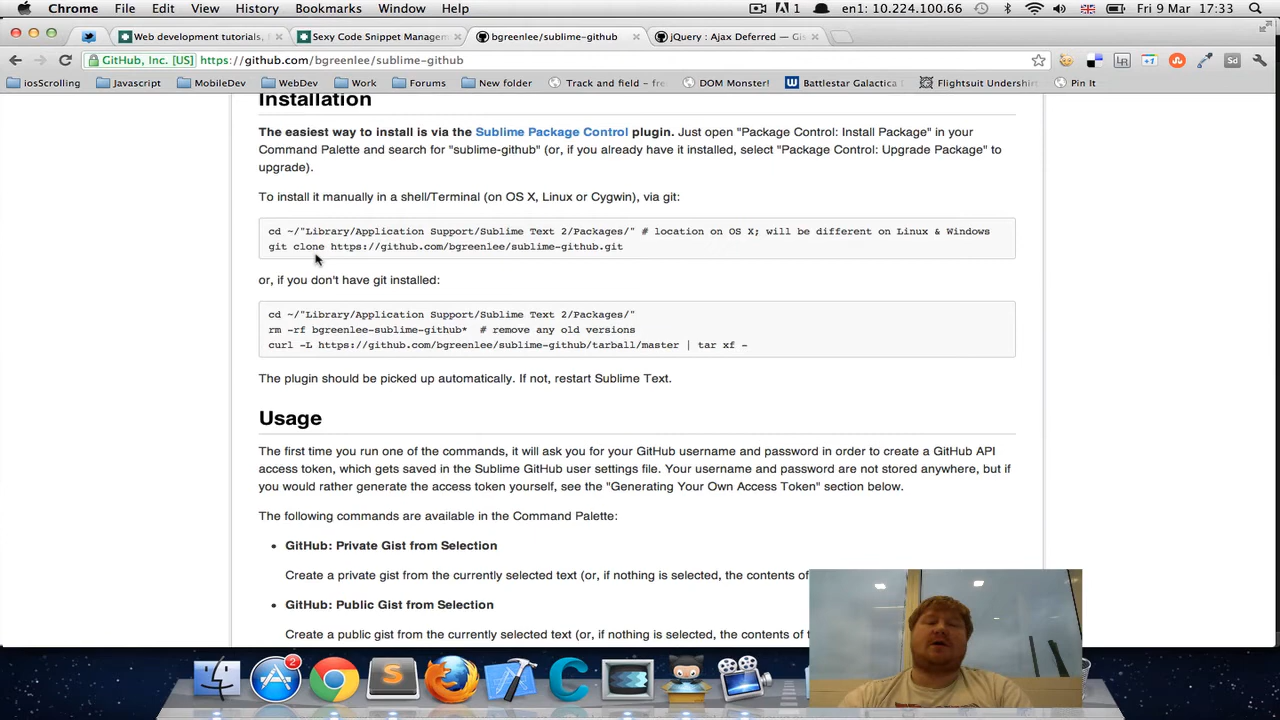 Chrome File Edit View History Bookmarks Window Help 1 en1: 10.224.100.66 Fri 9 Mar 17:33
Web development tutorials, Sexy Code Snippet Managem bgreenlee/sublime-github jQuery : Ajax Deferred — Gis
GitHub, Inc. [US] https://github.com/bgreenlee/sublime-github LR +1 Sd
iosScrolling Javascript MobileDev WebDev Work Forums New folder Track and field - fre DOM Monster! Battlestar Galactica Flightsuit Undershirt Pin It
Installation
The easiest way to install is via the Sublime Package Control plugin. Just open "Package Control: Install Package" in your
Command Palette and search for "sublime-github" (or, if you already have it installed, select "Package Control: Upgrade Package" to
upgrade).
To install it manually in a shell/Terminal (on OS X, Linux or Cygwin), via git:
cd ~/"Library/Application Support/Sublime Text 2/Packages/" # location on OS X; will be different on Linux & Windows
git clone https://github.com/bgreenlee/sublime-github.git
or, if you don't have git installed:
cd ~/"Library/Application Support/Sublime Text 2/Packages/"
rm -rf bgreenlee-sublime-github* # remove any old versions
curl -L https://github.com/bgreenlee/sublime-github/tarball/master | tar xf -
The plugin should be picked up automatically. If not, restart Sublime Text.
Usage
The first time you run one of the commands, it will ask you for your GitHub username and password in order to create a GitHub API
access token, which gets saved in the Sublime GitHub user settings file. Your username and password are not stored anywhere, but if
you would rather generate the access token yourself, see the "Generating Your Own Access Token" section below.
The following commands are available in the Command Palette:
• GitHub: Private Gist from Selection
Create a private gist from the currently selected text (or, if nothing is selected, the contents of
• GitHub: Public Gist from Selection
Create a public gist from the currently selected text (or, if nothing is selected, the contents of t
2